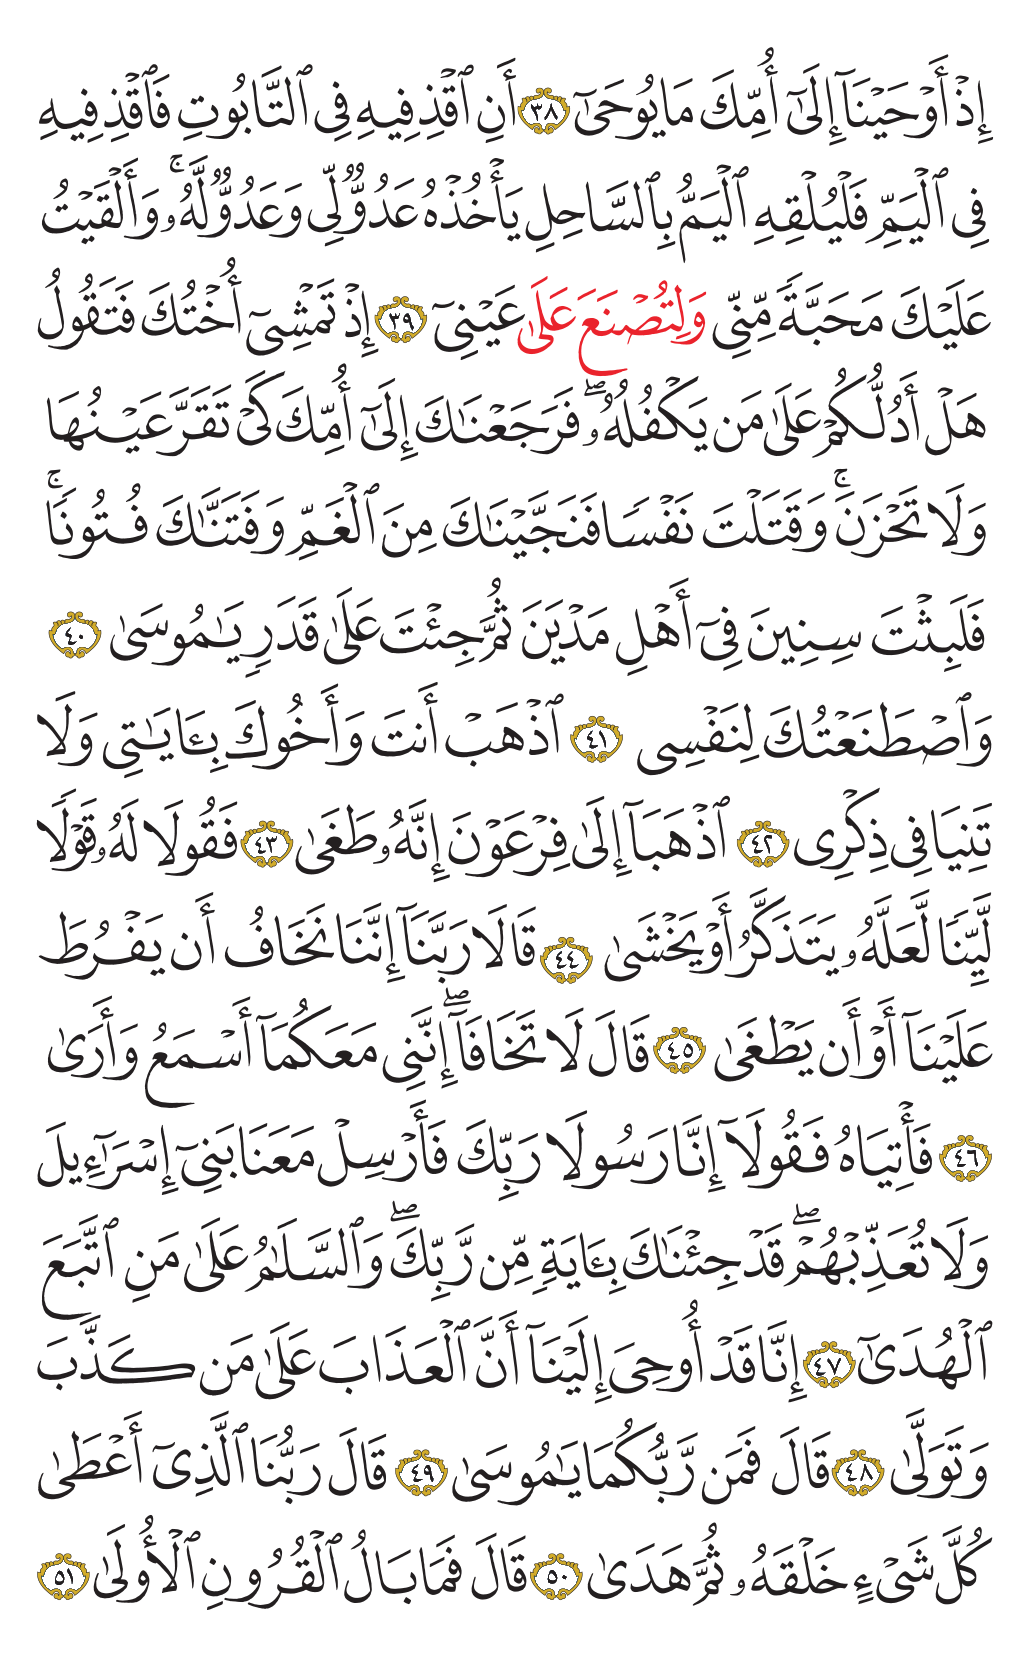 إِذْ أَوْحَيْنَآ إِلَىٰٓ أُمِّكَ مَا يُوحَىٰٓ ٣٨ أَنِ ٱقْذِفِيهِ فِى ٱلتَّابُوتِ فَٱقْذِفِيهِ
فِى ٱلْيَمِّ فَلْيُلْقِهِ ٱلْيَمُّ بِٱلسَّاحِلِ يَأْخُذْهُ عَدُوٌّ لِّى وَعَدُوٌّ لَّهُۥ ۚ وَأَلْقَيْتُ
عَلَيْكَ مَحَبَّةً مِّنِّى وَلِتُصْنَعَ عَلَىٰ عَيْنِىٓ ٣٩ إِذْ تَمْشِىٓ أُخْتُكَ فَتَقُولُ
هَلْ أَدُلُّكُمْ عَلَىٰ مَن يَكْفُلُهُۥ ۖ فَرَجَعْنَـٰكَ إِلَىٰٓ أُمِّكَ كَىْ تَقَرَّ عَيْنُهَا
وَلَا تَحْزَنَ ۚ وَقَتَلْتَ نَفْسًا فَنَجَّيْنَـٰكَ مِنَ ٱلْغَمِّ وَفَتَنَّـٰكَ فُتُونًا ۚ
فَلَبِثْتَ سِنِينَ فِىٓ أَهْلِ مَدْيَنَ ثُمَّ جِئْتَ عَلَىٰ قَدَرٍ يَـٰمُوسَىٰ ٤٠
وَٱصْطَنَعْتُكَ لِنَفْسِى ٤١ ٱذْهَبْ أَنتَ وَأَخُوكَ بِـَٔايَـٰتِى وَلَا
تَنِيَا فِى ذِكْرِى ٤٢ ٱذْهَبَآ إِلَىٰ فِرْعَوْنَ إِنَّهُۥ طَغَىٰ ٤٣ فَقُولَا لَهُۥ قَوْلًا
لَّيِّنًا لَّعَلَّهُۥ يَتَذَكَّرُ أَوْ يَخْشَىٰ ٤٤ قَالَا رَبَّنَآ إِنَّنَا نَخَافُ أَن يَفْرُطَ
عَلَيْنَآ أَوْ أَن يَطْغَىٰ ٤٥ قَالَ لَا تَخَافَآ ۖ إِنَّنِى مَعَكُمَآ أَسْمَعُ وَأَرَىٰ
٤٦ فَأْتِيَاهُ فَقُولَآ إِنَّا رَسُولَا رَبِّكَ فَأَرْسِلْ مَعَنَا بَنِىٓ إِسْرَٰٓءِيلَ
وَلَا تُعَذِّبْهُمْ ۖ قَدْ جِئْنَـٰكَ بِـَٔايَةٍ مِّن رَّبِّكَ ۖ وَٱلسَّلَـٰمُ عَلَىٰ مَنِ ٱتَّبَعَ
ٱلْهُدَىٰٓ ٤٧ إِنَّا قَدْ أُوحِىَ إِلَيْنَآ أَنَّ ٱلْعَذَابَ عَلَىٰ مَن كَذَّبَ
وَتَوَلَّىٰ ٤٨ قَالَ فَمَن رَّبُّكُمَا يَـٰمُوسَىٰ ٤٩ قَالَ رَبُّنَا ٱلَّذِىٓ أَعْطَىٰ
كُلَّ شَىْءٍ خَلْقَهُۥ ثُمَّ هَدَىٰ ٥٠ قَالَ فَمَا بَالُ ٱلْقُرُونِ ٱلْأُولَىٰ ٥١